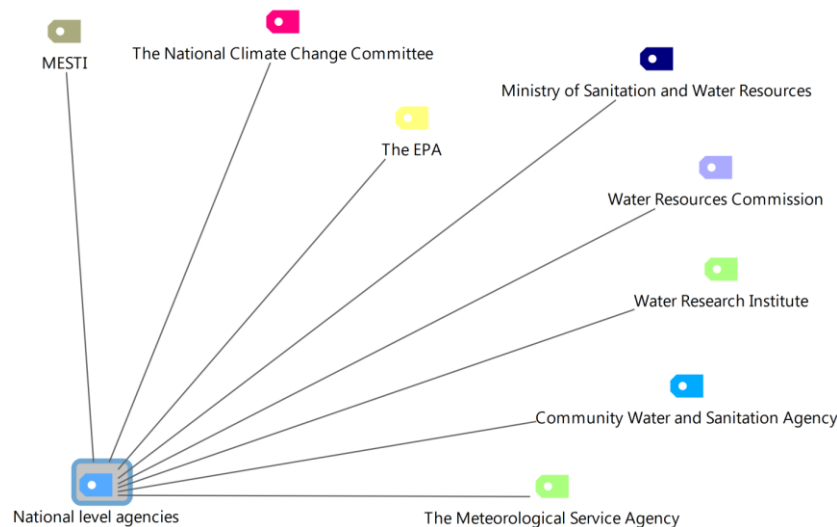 MESTI
The National Climate Change Committee
Ministry of Sanitation and Water Resources
The EPA
Water Resources Commission
Water Research Institute
Community Water and Sanitation Agency
National level agencies
The Meteorological Service Agency